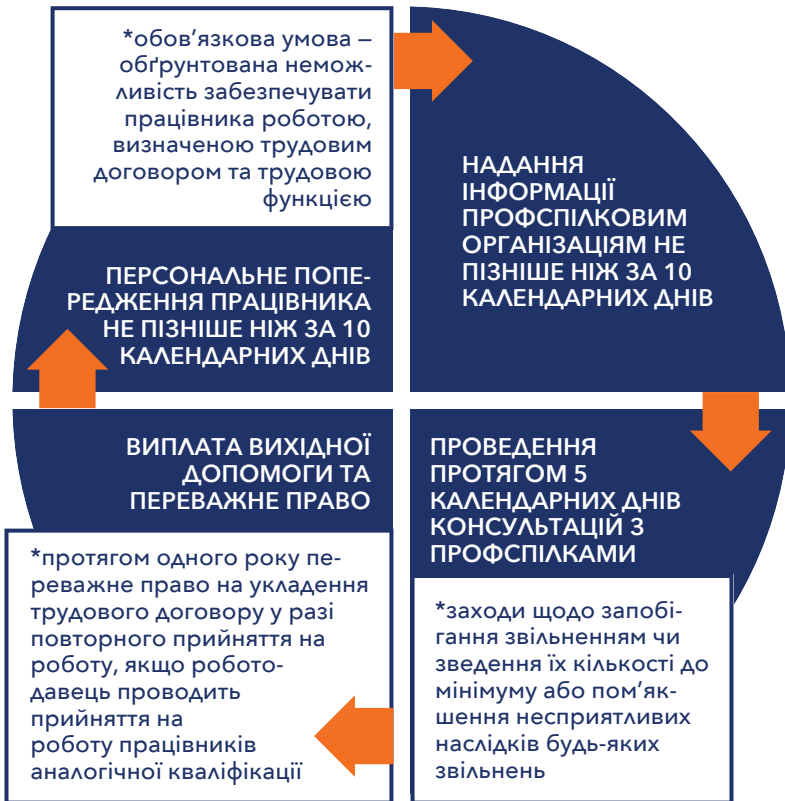 *обов’язкова умова –
обґрунтована немож-
ливість забезпечувати
працівника роботою,
визначеною трудовим
договором та трудовою
функцією
ПЕРСОНАЛЬНЕ ПОПЕ-
РЕДЖЕННЯ ПРАЦІВНИКА
НЕ ПІЗНІШЕ НІЖ ЗА 10
КАЛЕНДАРНИХ ДНІВ
НАДАННЯ
ІНФОРМАЦІЇ
ПРОФСПІЛКОВИМ
ОРГАНІЗАЦІЯМ НЕ
ПІЗНІШЕ НІЖ ЗА 10
КАЛЕНДАРНИХ ДНІВ
ПРОВЕДЕННЯ
ПРОТЯГОМ 5
КАЛЕНДАРНИХ ДНІВ
КОНСУЛЬТАЦІЙ З
ПРОФСПІЛКАМИ
*заходи щодо запобі-
гання звільненням чи
зведення їх кількості до
мінімуму або пом’як-
шення несприятливих
наслідків будь-яких
звільнень
ВИПЛАТА ВИХІДНОЇ
ДОПОМОГИ ТА
ПЕРЕВАЖНЕ ПРАВО
*протягом одного року пе-
реважне право на укладення
трудового договору у разі
повторного прийняття на
роботу, якщо робото-
давець проводить
прийняття на
роботу працівників
аналогічної кваліфікації